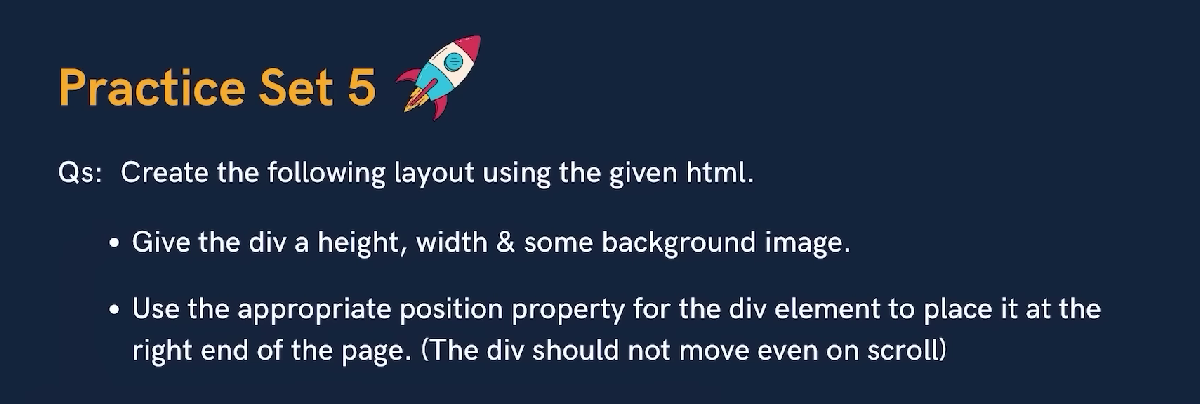 Practice Set 5
Qs: Create the following layout using the given html.
• Give the div a height, width & some background image.
• Use the appropriate position property for the div element to place it at the
right end of the page. (The div should not move even on scroll)